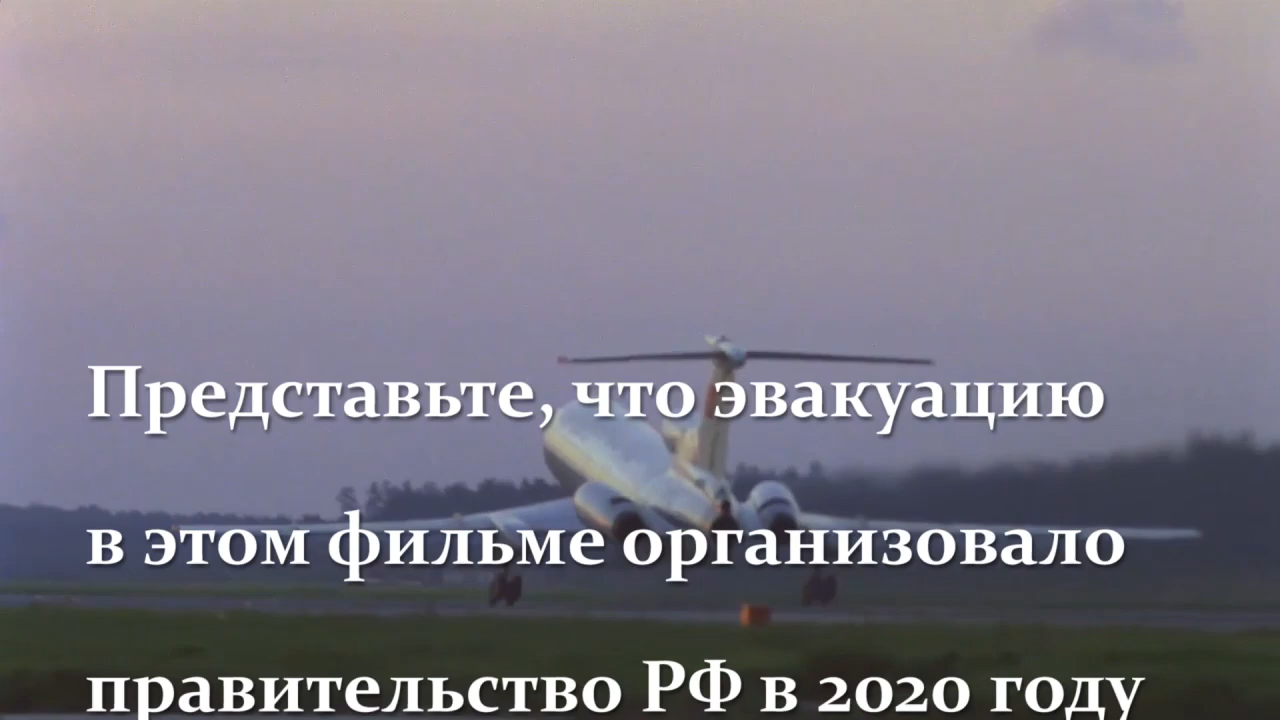 Представьте, что эвакуацию
в этом фильме организовало
правительство РФ в 2020 году